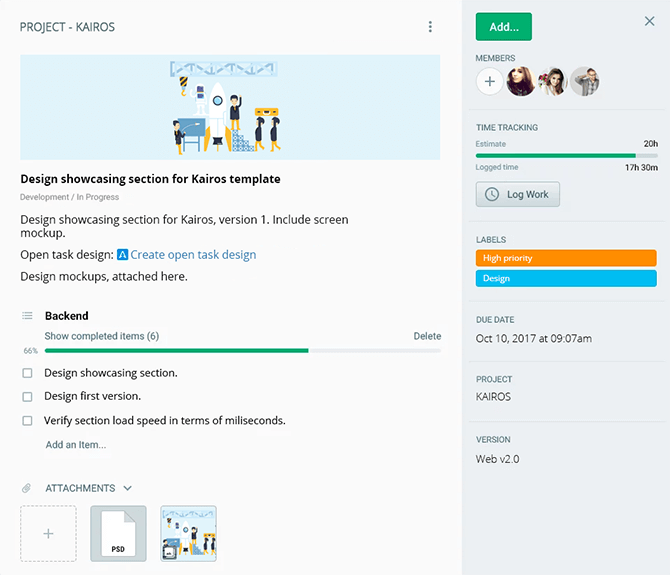 PROJECT - KAIROS
Design showcasing section for Kairos template
Development / In Progress
Design showcasing section for Kairos, version 1. Include screen
mockup.
Open task design: A Create open task design
Design mockups, attached here.
Backend
Show completed items (6) Delete
66%
Design showcasing section.
Design first version.
Verify section load speed in terms of miliseconds.
Add an Item...
ATTACHMENTS
PSD
Add...
MEMBERS
TIME TRACKING
Estimate 20h
Logged time 17h 30m
Log Work
LABELS
High priority
Design
DUE DATE
Oct 10, 2017 at 09:07am
PROJECT
KAIROS
VERSION
Web v2.0